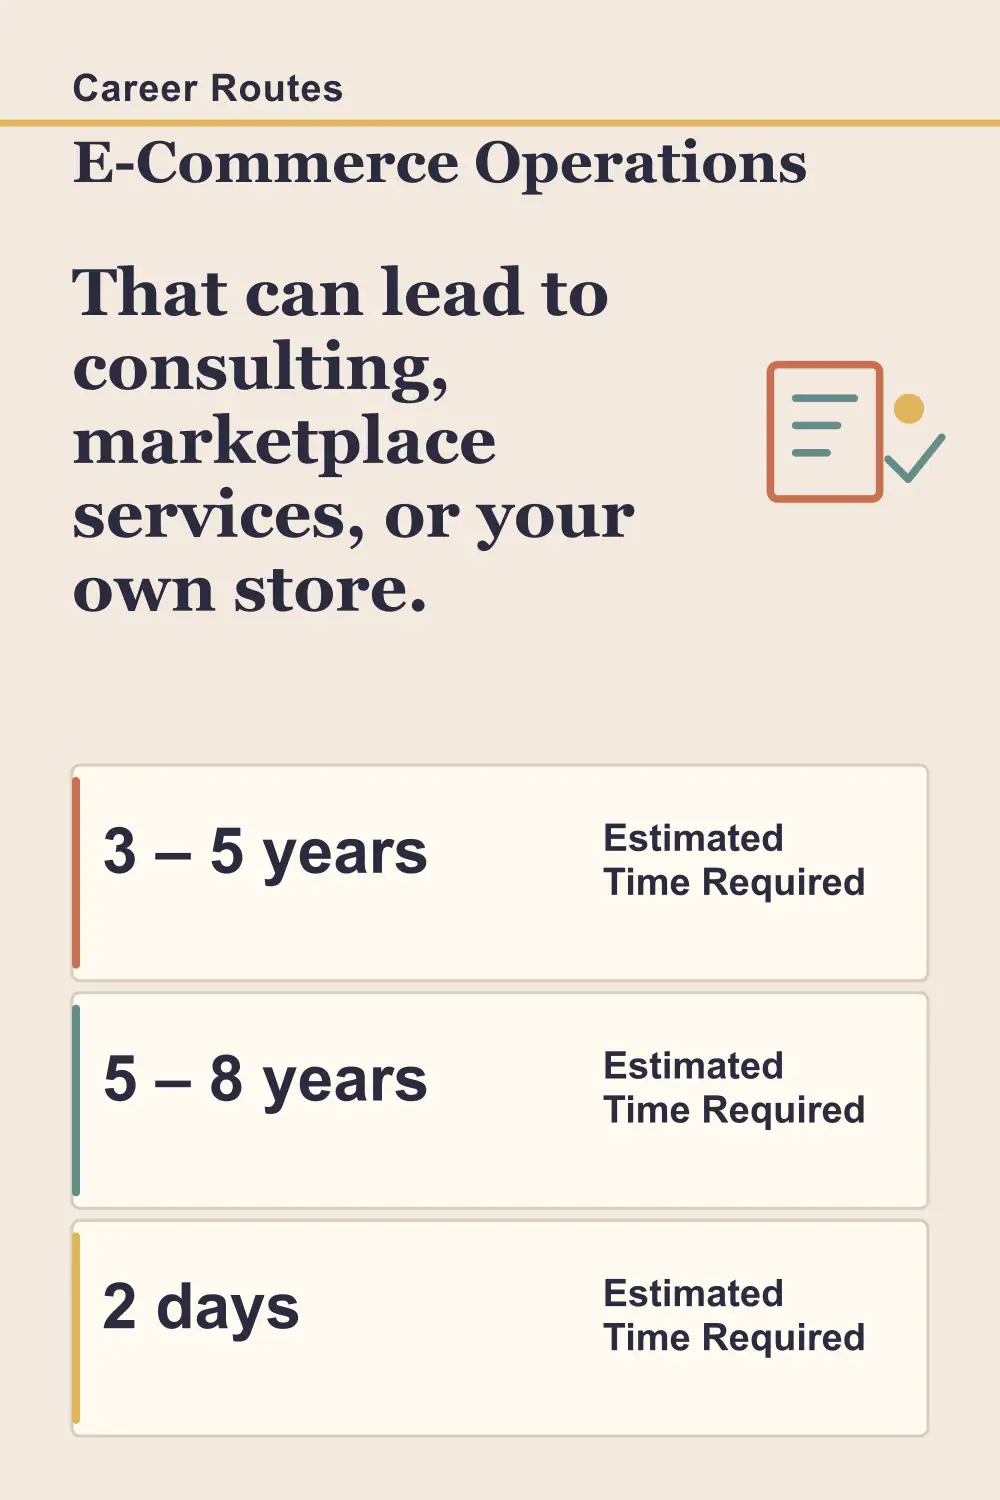 Career Routes
E-Commerce Operations
That can lead to
consulting,
marketplace
services, or your
own store.
3 – 5 years
Estimated
Time Required
5 – 8 years
Estimated
Time Required
2 days
Estimated
Time Required